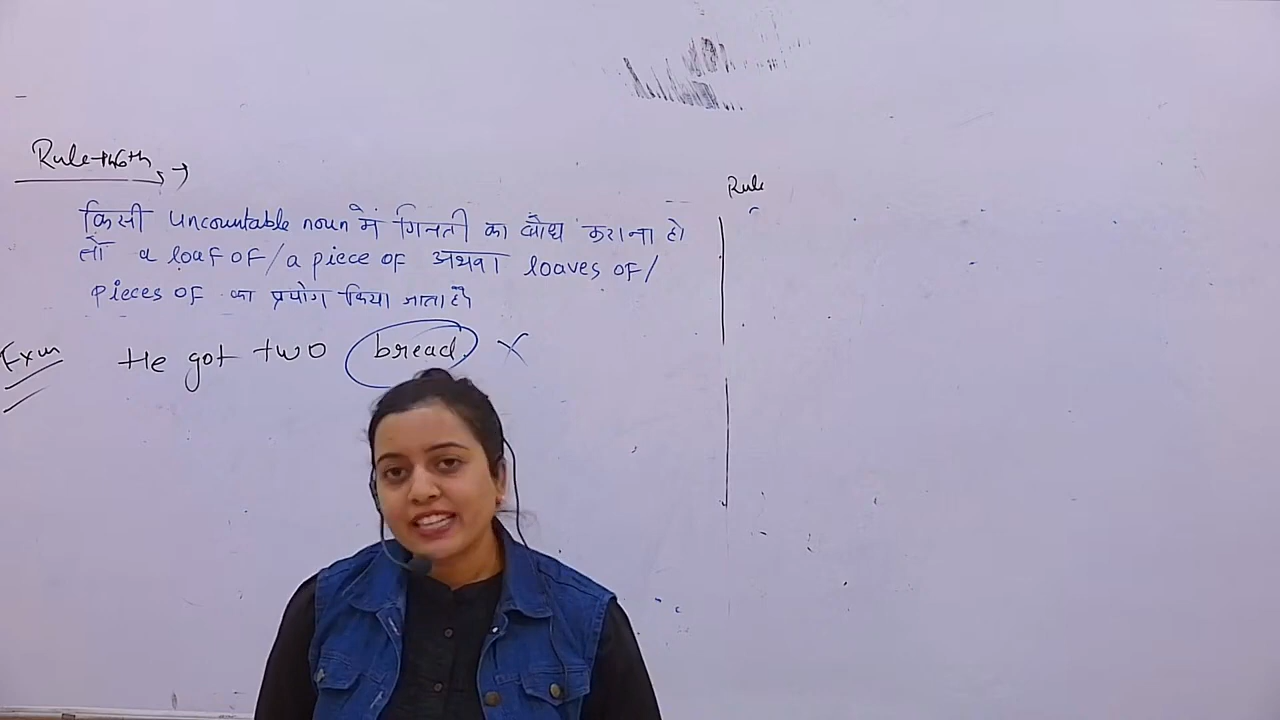 Rule-16th →
किसी uncountable noun में गिनती का बोध कराना हो
तो a loaf of/a piece of अथवा loaves of/
pieces of का प्रयोग किया जाता है
Exm He got two bread. ×
Rule